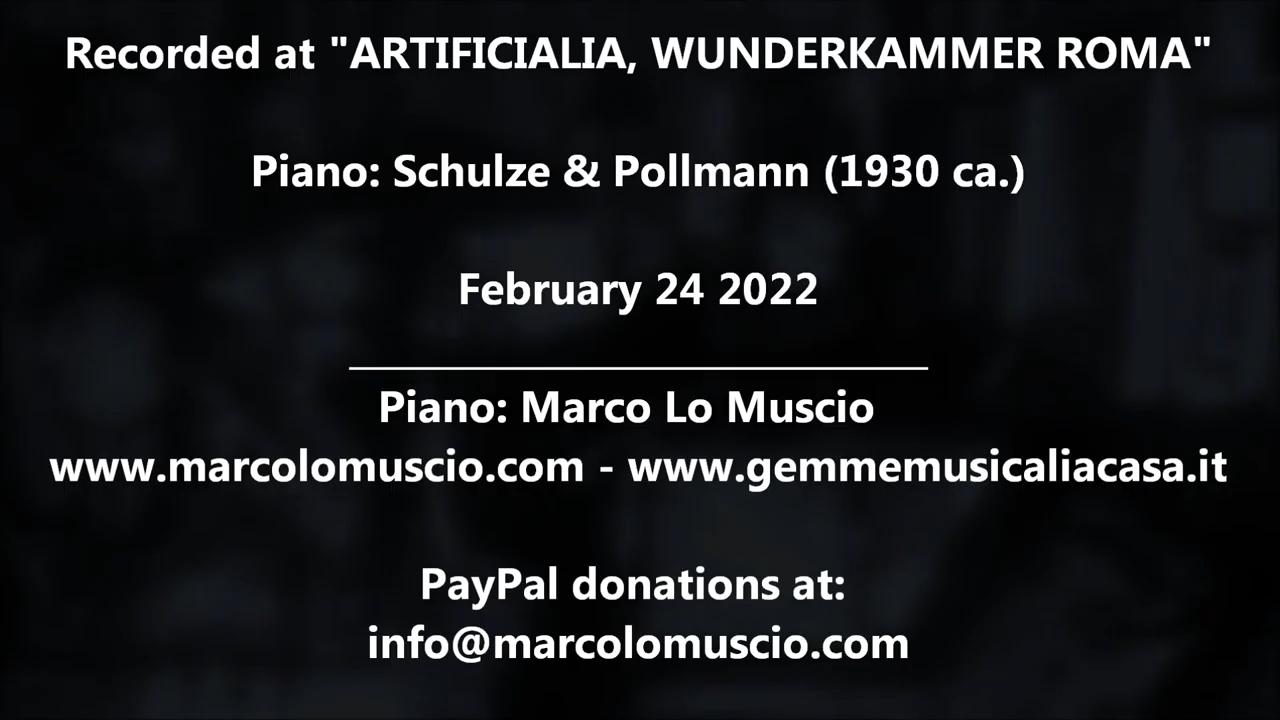 Recorded at "ARTIFICIALIA, WUNDERKAMMER ROMA"
Piano: Schulze & Pollmann (1930 ca.)
February 24 2022
Piano: Marco Lo Muscio
www.marcolomuscio.com - www.gemmemusicaliacasa.it
PayPal donations at:
info@marcolomuscio.com